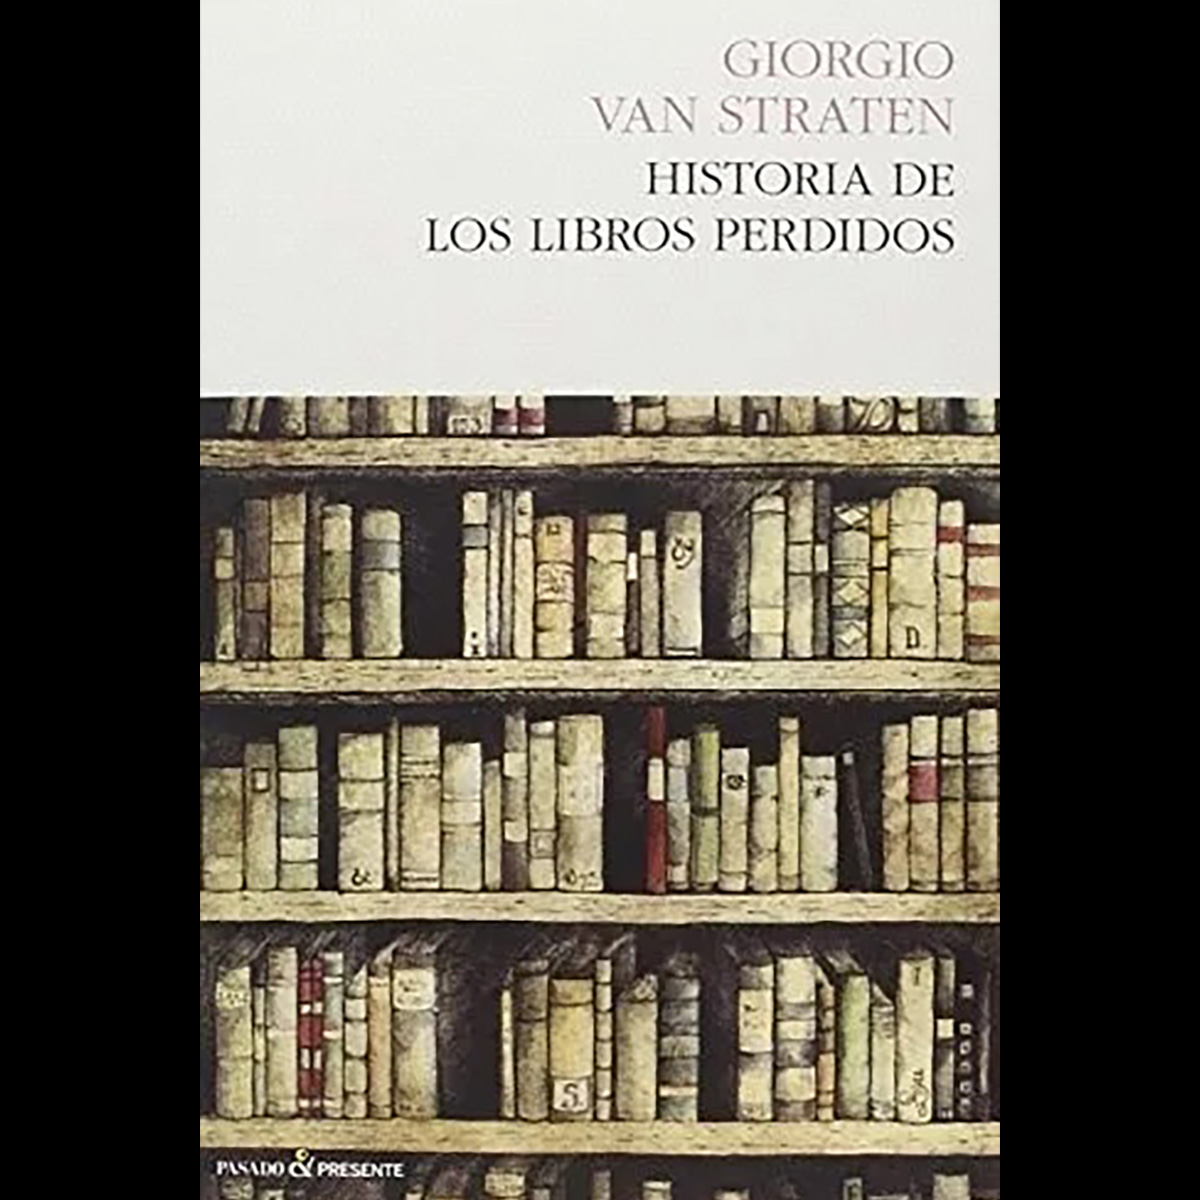 GIORGIO
VAN STRATEN
HISTORIA DE
LOS LIBROS PERDIDOS
D.
S.
PASADO & PRESENTE